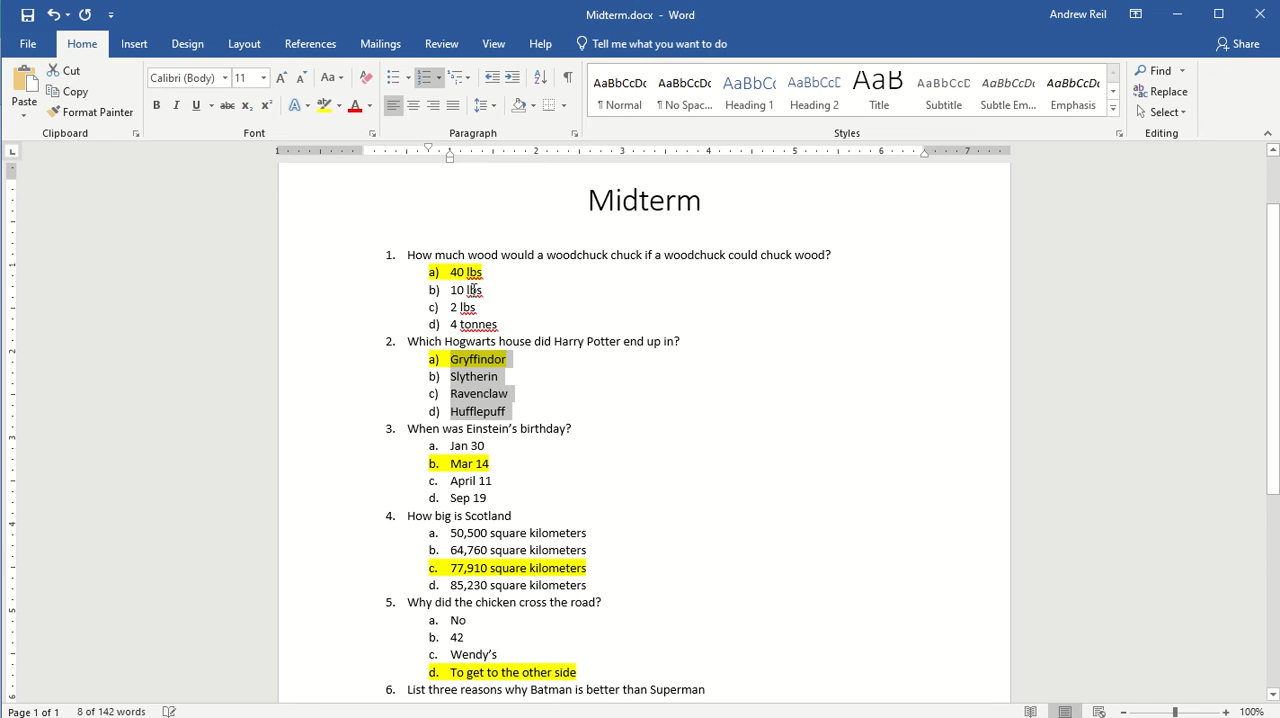 Midterm.docx - Word
Andrew Reil
File Home Insert Design Layout References Mailings Review View Help Tell me what you want to do Share
Paste
Cut
Copy
Format Painter
Clipboard
Calibri (Body) 11
Font
Paragraph
AaBbCcDc AaBbCcDc AaBbCc AaBbCcD AaB AaBbCcD AaBbCcDc AaBbCcDc
¶ Normal ¶ No Spac... Heading 1 Heading 2 Title Subtitle Subtle Em... Emphasis
Styles
Find
Replace
Select
Editing
Midterm
1. How much wood would a woodchuck chuck if a woodchuck could chuck wood?
a) 40 lbs
b) 10 lbs
c) 2 lbs
d) 4 tonnes
2. Which Hogwarts house did Harry Potter end up in?
a) Gryffindor
b) Slytherin
c) Ravenclaw
d) Hufflepuff
3. When was Einstein’s birthday?
a. Jan 30
b. Mar 14
c. April 11
d. Sep 19
4. How big is Scotland
a. 50,500 square kilometers
b. 64,760 square kilometers
c. 77,910 square kilometers
d. 85,230 square kilometers
5. Why did the chicken cross the road?
a. No
b. 42
c. Wendy’s
d. To get to the other side
6. List three reasons why Batman is better than Superman
Page 1 of 1 8 of 142 words 100%